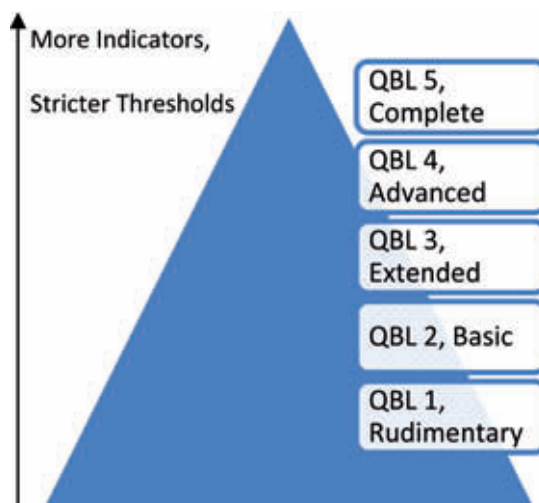 More Indicators,
Stricter Thresholds
QBL 5,
Complete
QBL 4,
Advanced
QBL 3,
Extended
QBL 2, Basic
QBL 1,
Rudimentary